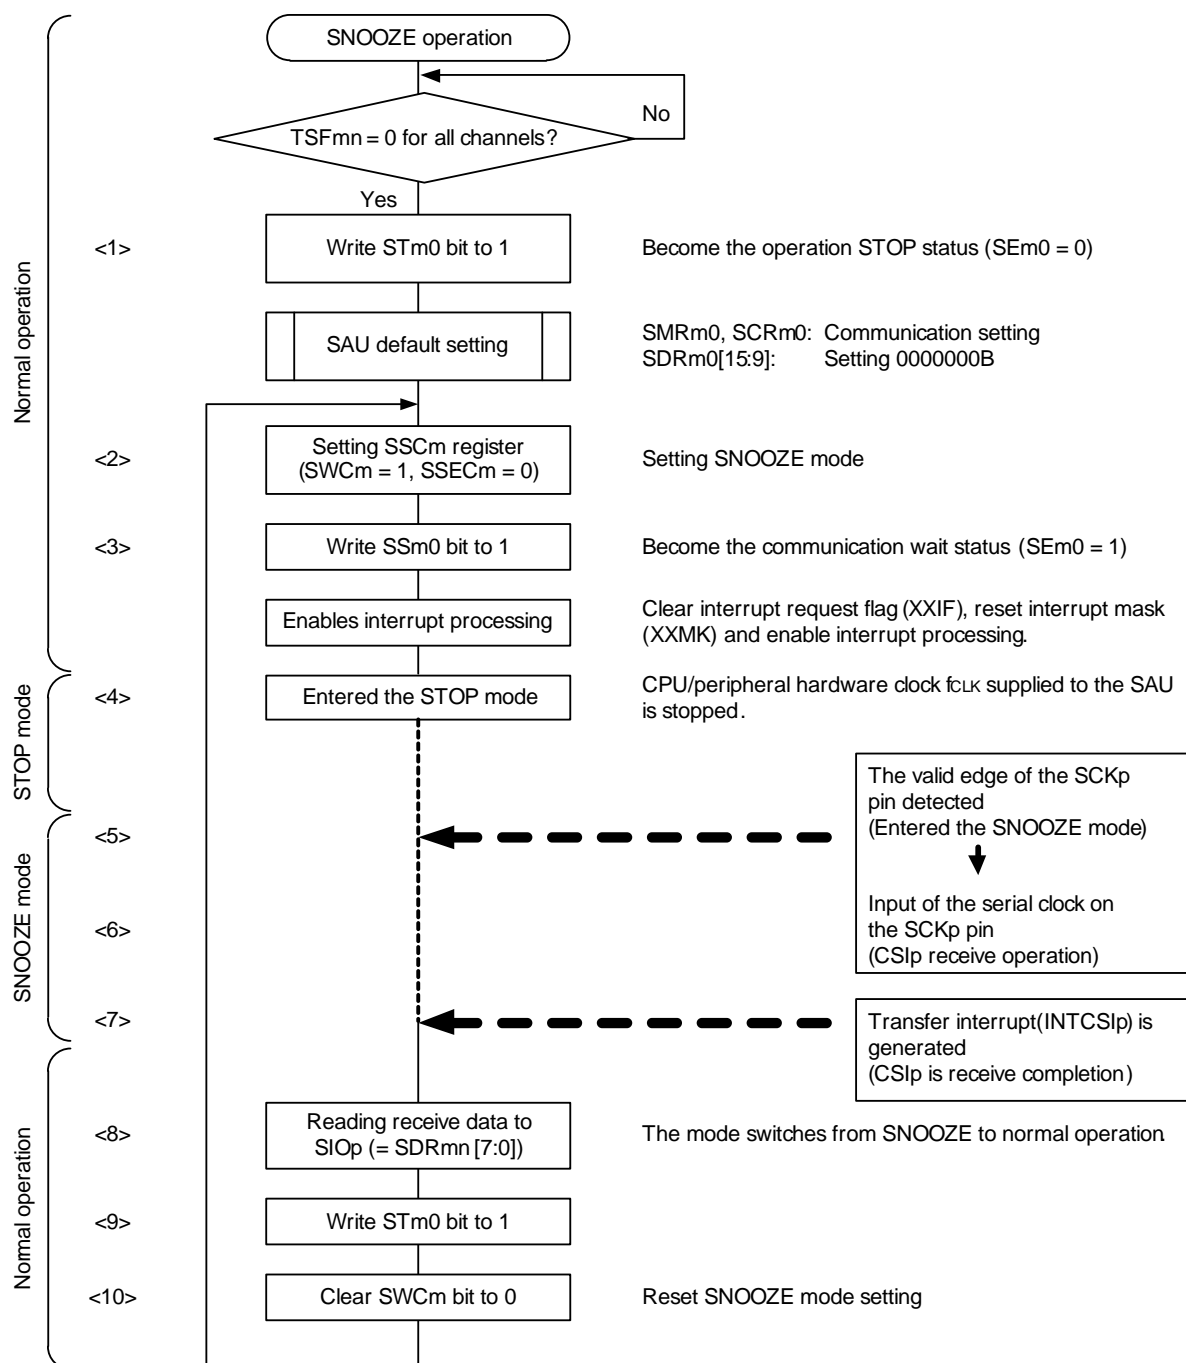 SNOOZE operation
No
TSFmn = 0 for all channels?
Yes
Normal operation
<1>
Write STm0 bit to 1
Become the operation STOP status (SEm0 = 0)
SAU default setting
SMRm0, SCRm0: Communication setting
SDRm0[15:9]: Setting 0000000B
<2>
Setting SSCm register
(SWCm = 1, SSECm = 0)
Setting SNOOZE mode
<3>
Write SSm0 bit to 1
Become the communication wait status (SEm0 = 1)
Enables interrupt processing
Clear interrupt request flag (XXIF), reset interrupt mask
(XXMK) and enable interrupt processing.
STOP mode
<4>
Entered the STOP mode
CPU/peripheral hardware clock fCLK supplied to the SAU
is stopped.
SNOOZE mode
<5>
The valid edge of the SCKp
pin detected
(Entered the SNOOZE mode)
<6>
Input of the serial clock on
the SCKp pin
(CSIp receive operation)
<7>
Transfer interrupt(INTCSIp) is
generated
(CSIp is receive completion)
Normal operation
<8>
Reading receive data to
SIOp (= SDRmn [7:0])
The mode switches from SNOOZE to normal operation.
<9>
Write STm0 bit to 1
<10>
Clear SWCm bit to 0
Reset SNOOZE mode setting